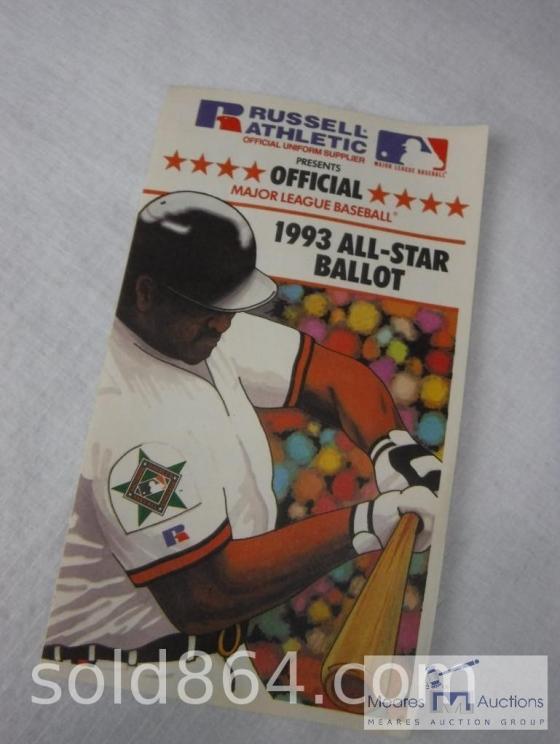 RUSSELL
ATHLETIC
OFFICIAL UNIFORM SUPPLIER
MAJOR LEAGUE BASEBALL
PRESENTS
OFFICIAL
MAJOR LEAGUE BASEBALL®
1993 ALL-STAR
BALLOT
sold864.com
Meares M Auctions
MEARES AUCTION GROUP